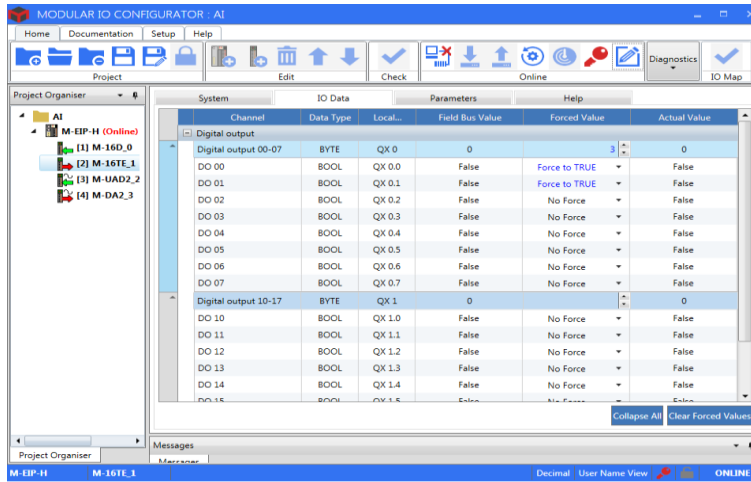 MODULAR IO CONFIGURATOR : AI
Home Documentation Setup Help
Diagnostics
Project Edit Check Online IO Map
Project Organiser
AI
M-EIP-H (Online)
[1] M-16D_0
[2] M-16TE_1
[3] M-UAD2_2
[4] M-DA2_3
Project Organiser
System IO Data Parameters Help
Channel Data Type Local... Field Bus Value Forced Value Actual Value
Digital output
Digital output 00-07 BYTE QX 0 0 3 0
DO 00 BOOL QX 0.0 False Force to TRUE False
DO 01 BOOL QX 0.1 False Force to TRUE False
DO 02 BOOL QX 0.2 False No Force False
DO 03 BOOL QX 0.3 False No Force False
DO 04 BOOL QX 0.4 False No Force False
DO 05 BOOL QX 0.5 False No Force False
DO 06 BOOL QX 0.6 False No Force False
DO 07 BOOL QX 0.7 False No Force False
Digital output 10-17 BYTE QX 1 0 0
DO 10 BOOL QX 1.0 False No Force False
DO 11 BOOL QX 1.1 False No Force False
DO 12 BOOL QX 1.2 False No Force False
DO 13 BOOL QX 1.3 False No Force False
DO 14 BOOL QX 1.4 False No Force False
DO 15 BOOL QX 1.5 False No Force False
Collapse All Clear Forced Values
Messages
Messages
M-EIP-H M-16TE_1 Decimal User Name View ONLINE